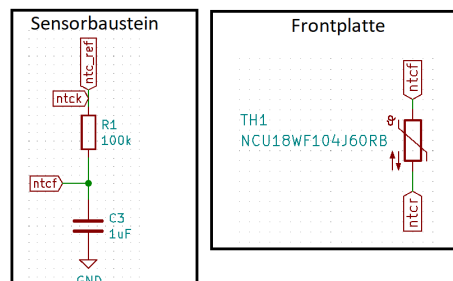 Sensorbaustein
ntc_ref
ntck
R1
100k
ntcf
C3
1uF
GND
Frontplatte
ntcf
TH1
NCU18WF104J60RB
ntcr